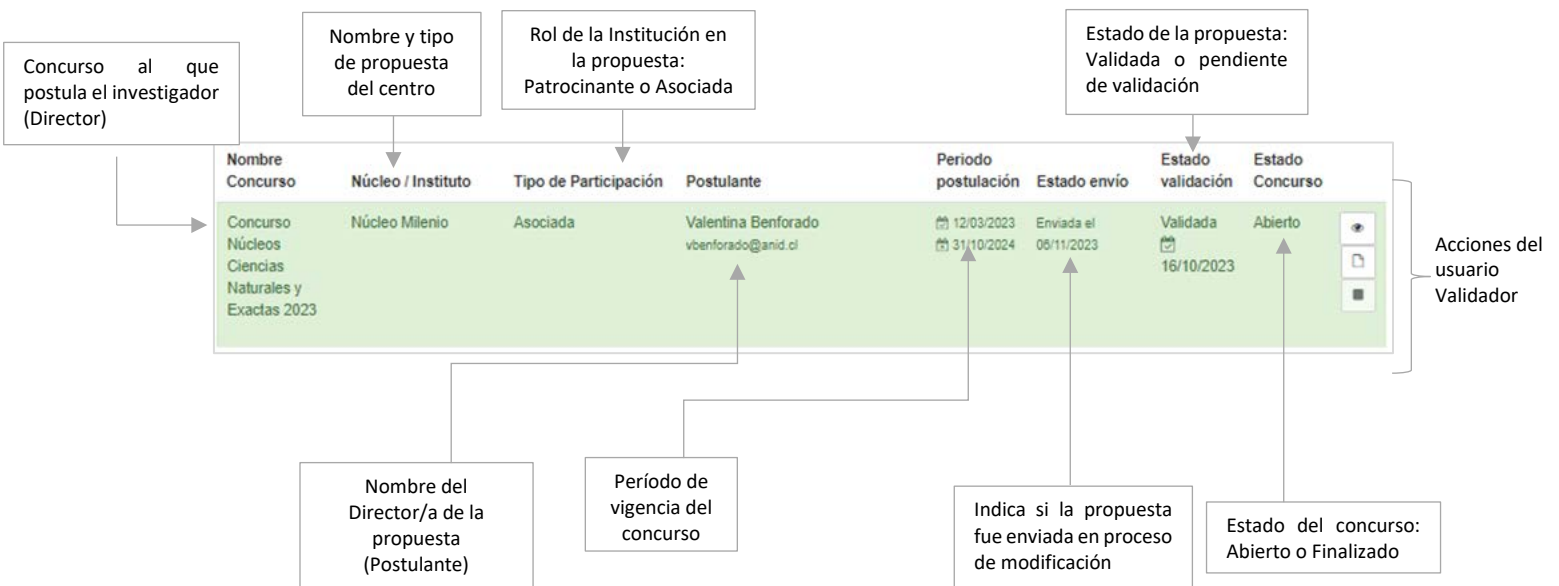 Concurso al que
postula el investigador
(Director)
Nombre y tipo
de propuesta
del centro
Rol de la Institución en
la propuesta:
Patrocinante o Asociada
Estado de la propuesta:
Validada o pendiente
de validación
Nombre
Concurso
Núcleo / Instituto
Tipo de Participación
Postulante
Periodo
postulación
Estado envío
Estado
validación
Estado
Concurso
Concurso
Núcleos
Ciencias
Naturales y
Exactas 2023
Núcleo Milenio
Asociada
Valentina Benforado
vbenforado@anid.cl
12/03/2023
31/10/2024
Enviada el
06/11/2023
Validada
16/10/2023
Abierto
Acciones del
usuario
Validador
Nombre del
Director/a de la
propuesta
(Postulante)
Período de
vigencia del
concurso
Indica si la propuesta
fue enviada en proceso
de modificación
Estado del concurso:
Abierto o Finalizado